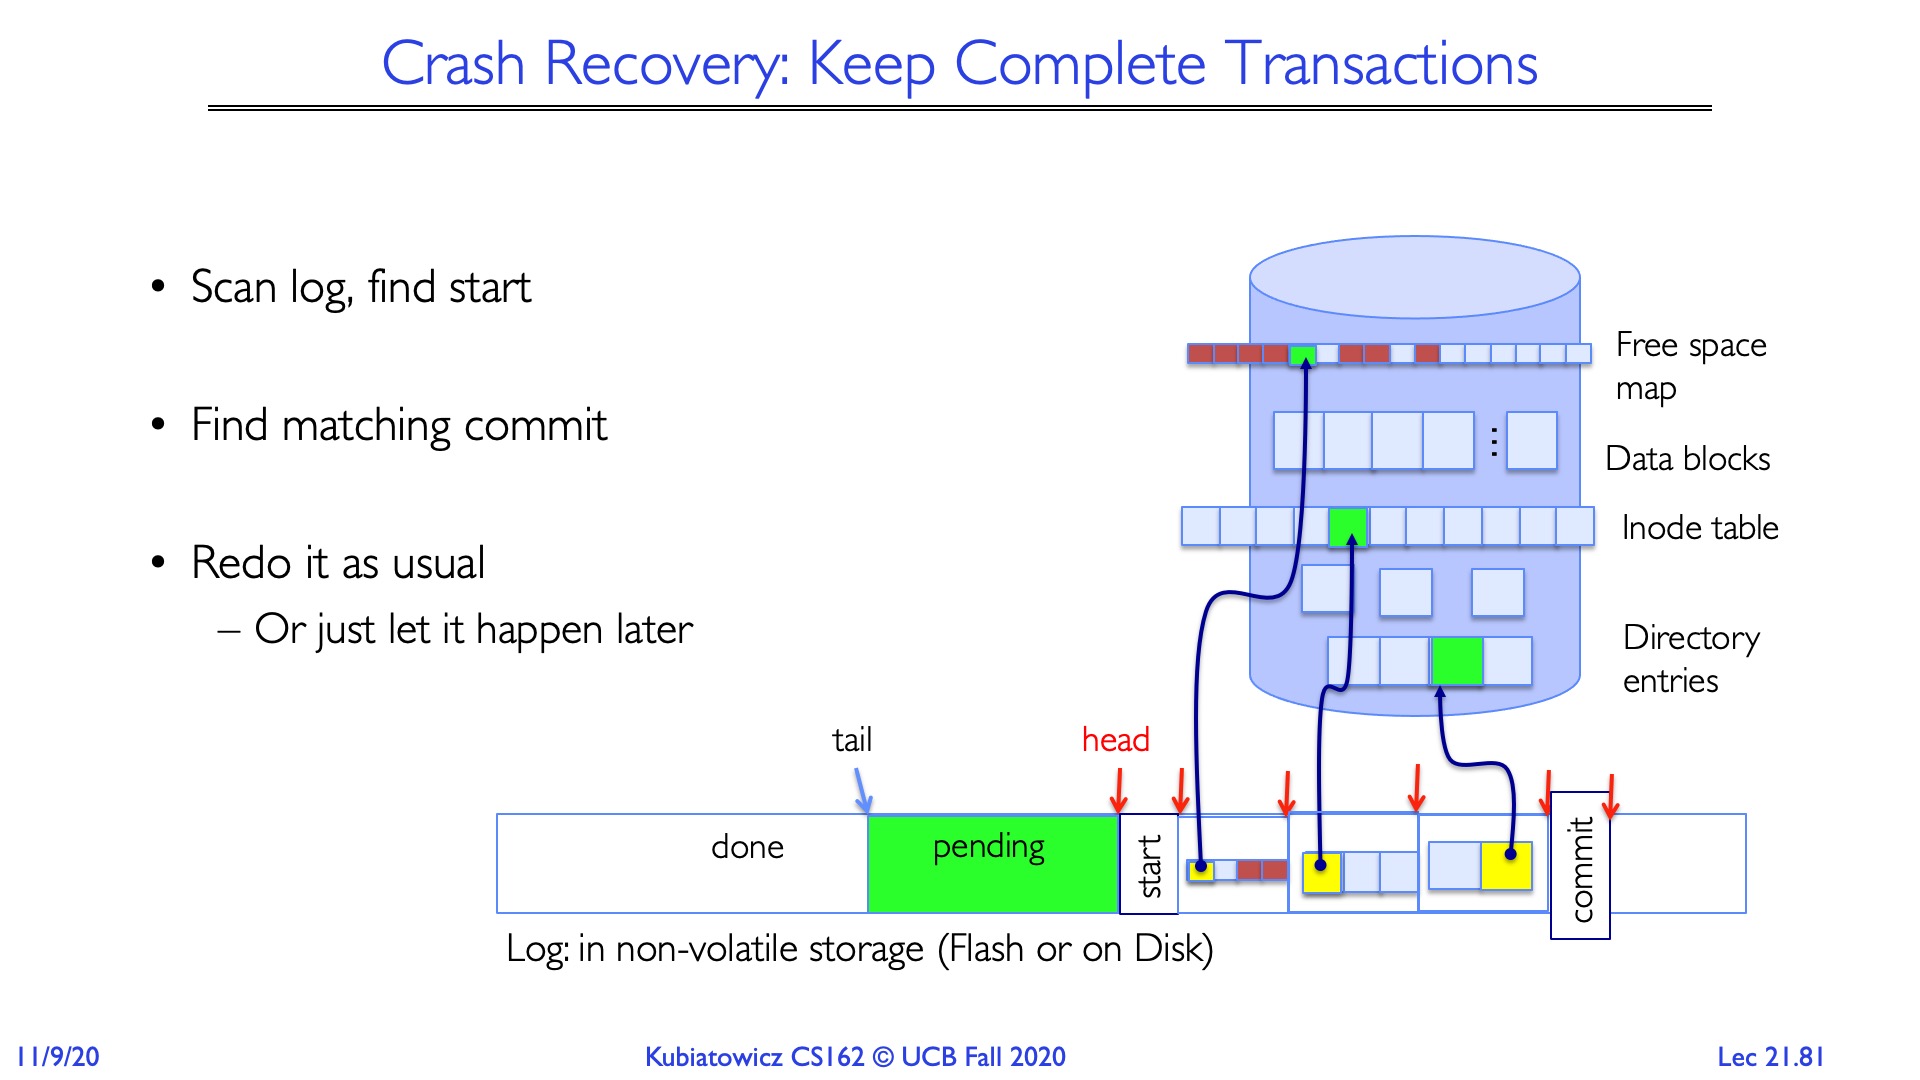 Crash Recovery: Keep Complete Transactions
• Scan log, find start
• Find matching commit
• Redo it as usual
– Or just let it happen later
Free space
map
Data blocks
Inode table
Directory
entries
tail
head
done
pending
start
commit
Log: in non-volatile storage (Flash or on Disk)
11/9/20
Kubiatowicz CS162 © UCB Fall 2020
Lec 21.81